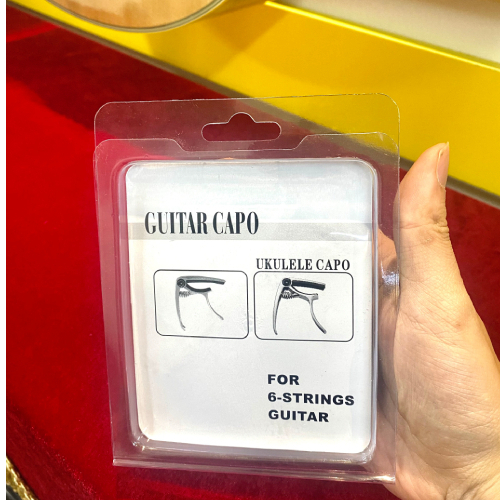 GUITAR CAPO
UKULELE CAPO
FOR
6-STRINGS
GUITAR